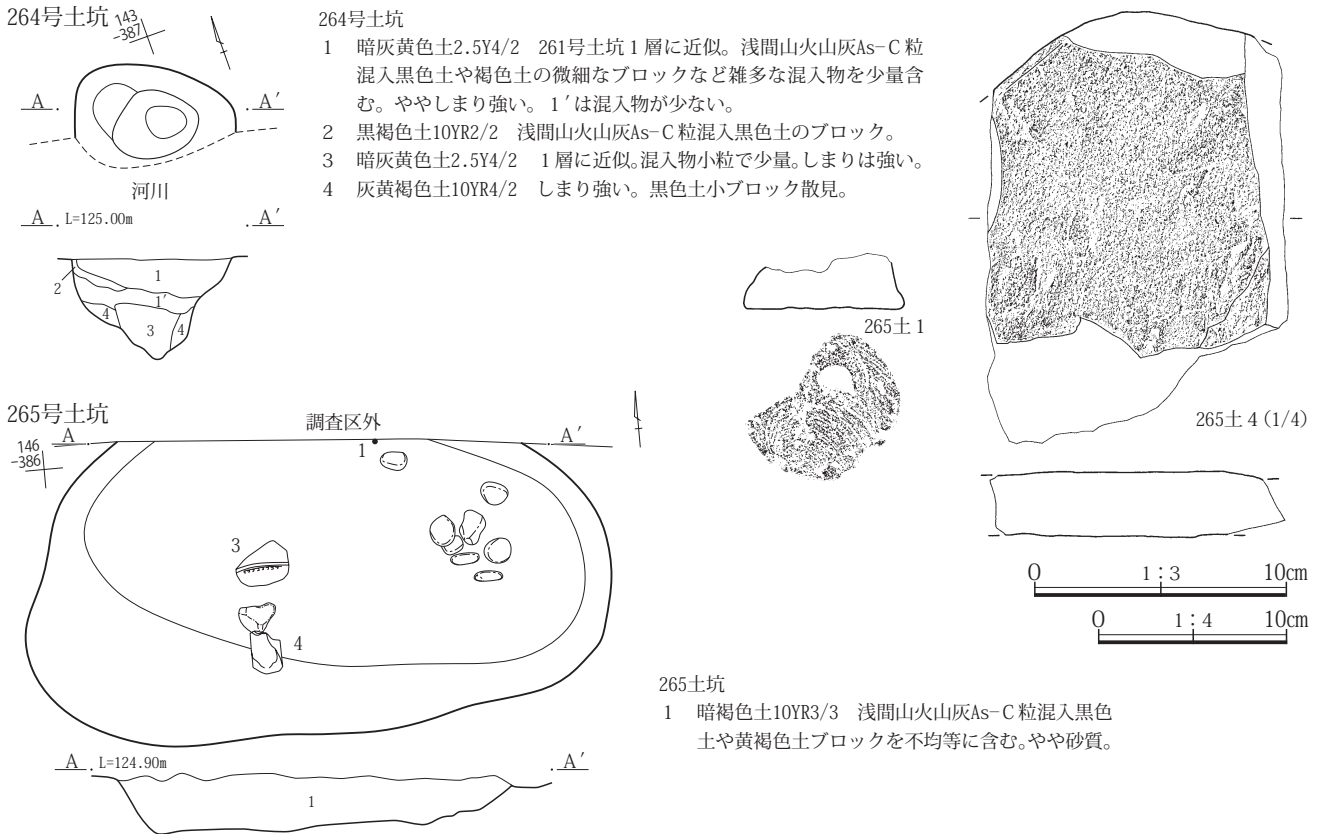 264号土坑
143
-387
A
A′
河川
A
L=125.00m
A′
1
2
1′
4
3
4
264号土坑
1 暗灰黄色土2.5Y4/2 261号土坑1層に近似。浅間山火山灰As-C粒
混入黒色土や褐色土の微細なブロックなど雑多な混入物を少量含
む。ややしまり強い。1′は混入物が少ない。
2 黒褐色土10YR2/2 浅間山火山灰As-C粒混入黒色土のブロック。
3 暗灰黄色土2.5Y4/2 1層に近似。混入物小粒で少量。しまりは強い。
4 灰黄褐色土10YR4/2 しまり強い。黒色土小ブロック散見。
265土1
265土4(1/4)
0 1:3 10cm
0 1:4 10cm
265号土坑
146
-386
A
調査区外
A′
1
3
4
A
L=124.90m
A′
1
265土坑
1 暗褐色土10YR3/3 浅間山火山灰As-C粒混入黒色
土や黄褐色土ブロックを不均等に含む。やや砂質。